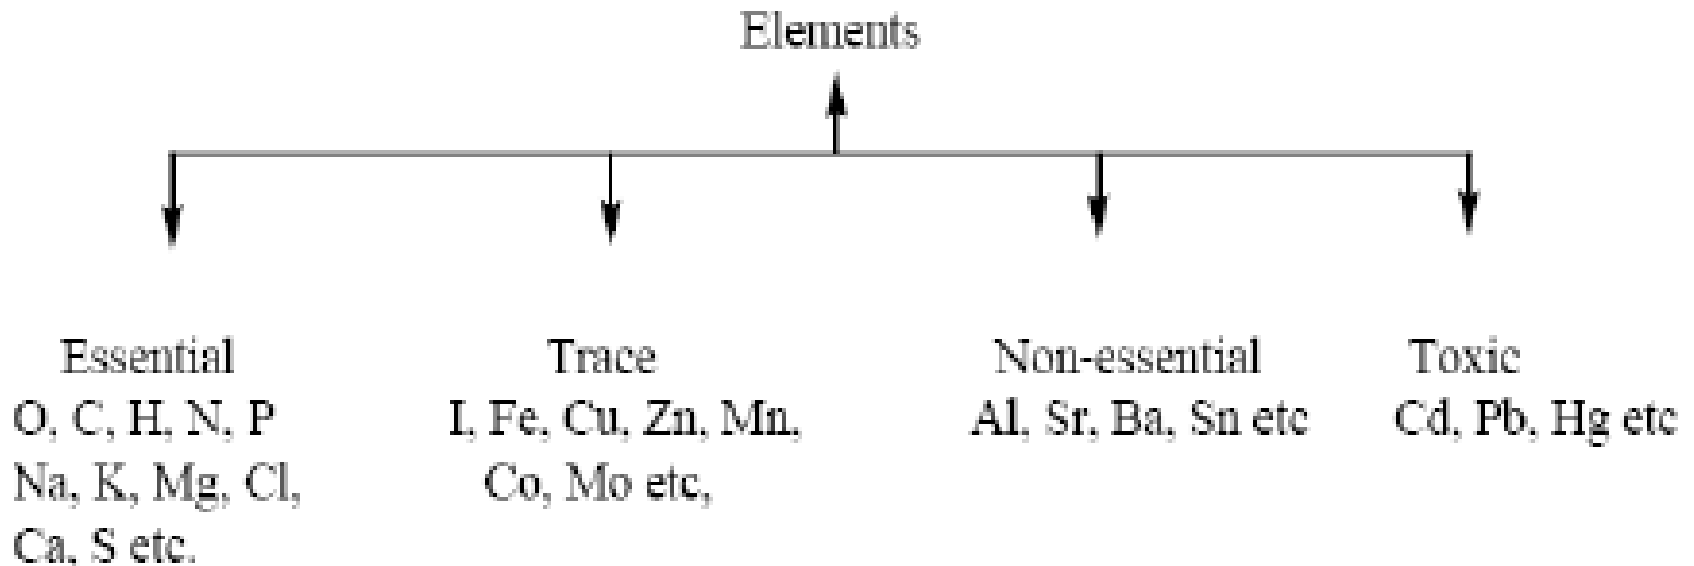 Elements
Essential
O, C, H, N, P
Na, K, Mg, Cl,
Ca, S etc.
Trace
I, Fe, Cu, Zn, Mn,
Co, Mo etc,
Non-essential
Al, Sr, Ba, Sn etc
Toxic
Cd, Pb, Hg etc